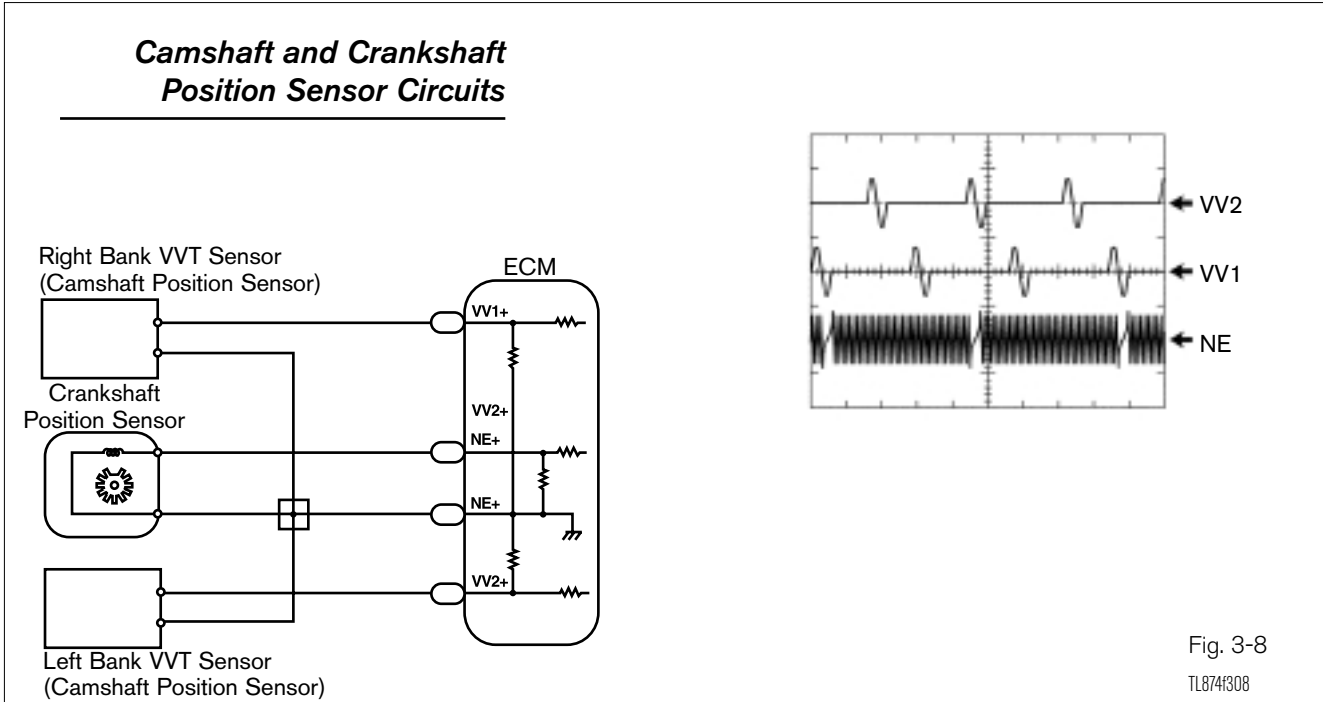 Camshaft and Crankshaft
Position Sensor Circuits
VV2
VV1
NE
Right Bank VVT Sensor
(Camshaft Position Sensor)
ECM
VV1+
Crankshaft
Position Sensor
VV2+
NE+
NE+
VV2+
Left Bank VVT Sensor
(Camshaft Position Sensor)
Fig. 3-8
TL874f308